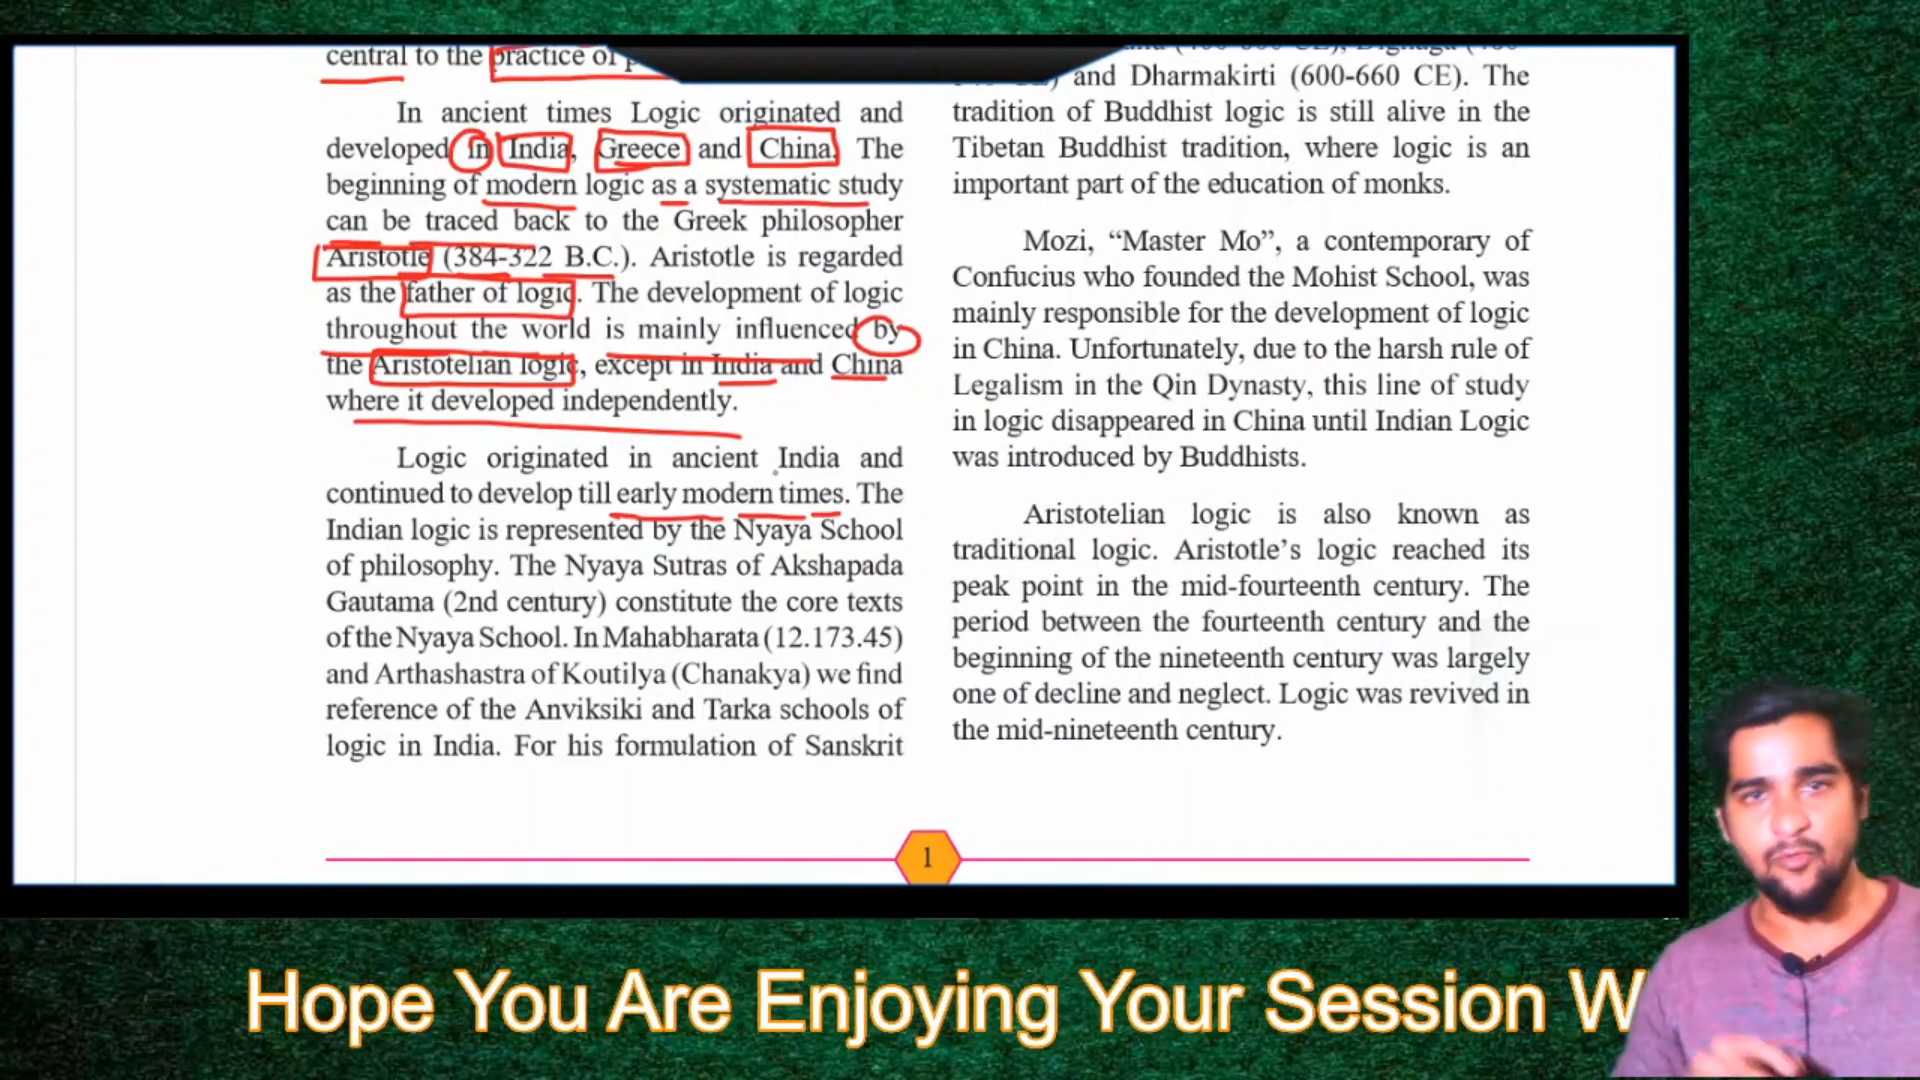 central to the practice of
In ancient times Logic originated and
developed in India, Greece and China. The
beginning of modern logic as a systematic study
can be traced back to the Greek philosopher
Aristotle (384-322 B.C.). Aristotle is regarded
as the father of logic. The development of logic
throughout the world is mainly influenced by
the Aristotelian logic, except in India and China
where it developed independently.
Logic originated in ancient India and
continued to develop till early modern times. The
Indian logic is represented by the Nyaya School
of philosophy. The Nyaya Sutras of Akshapada
Gautama (2nd century) constitute the core texts
of the Nyaya School. In Mahabharata (12.173.45)
and Arthashastra of Koutilya (Chanakya) we find
reference of the Anviksiki and Tarka schools of
logic in India. For his formulation of Sanskrit
and Dharmakirti (600-660 CE). The
tradition of Buddhist logic is still alive in the
Tibetan Buddhist tradition, where logic is an
important part of the education of monks.
Mozi, “Master Mo”, a contemporary of
Confucius who founded the Mohist School, was
mainly responsible for the development of logic
in China. Unfortunately, due to the harsh rule of
Legalism in the Qin Dynasty, this line of study
in logic disappeared in China until Indian Logic
was introduced by Buddhists.
Aristotelian logic is also known as
traditional logic. Aristotle’s logic reached its
peak point in the mid-fourteenth century. The
period between the fourteenth century and the
beginning of the nineteenth century was largely
one of decline and neglect. Logic was revived in
the mid-nineteenth century.
1
Hope You Are Enjoying Your Session W